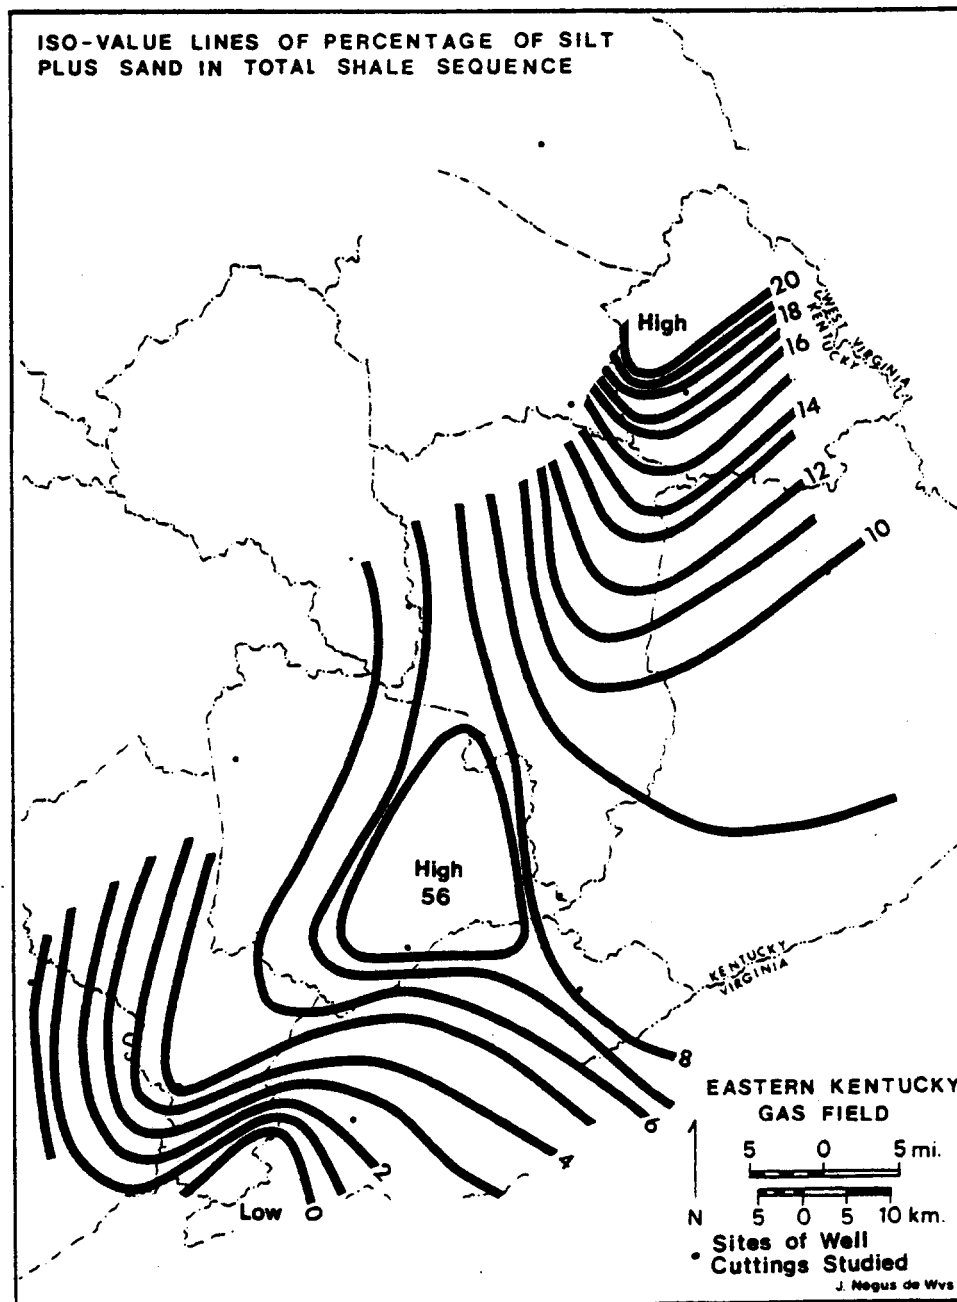 ISO-VALUE LINES OF PERCENTAGE OF SILT
PLUS SAND IN TOTAL SHALE SEQUENCE
20
High
18
WEST VIRGINIA
KENTUCKY
16
14
12
10
High
56
KENTUCKY
VIRGINIA
8
6
4
2
0
Low
EASTERN KENTUCKY
GAS FIELD
5 0 5 mi.
N
5 0 5 10 km.
Sites of Well
Cuttings Studied
J. Negus de Wys